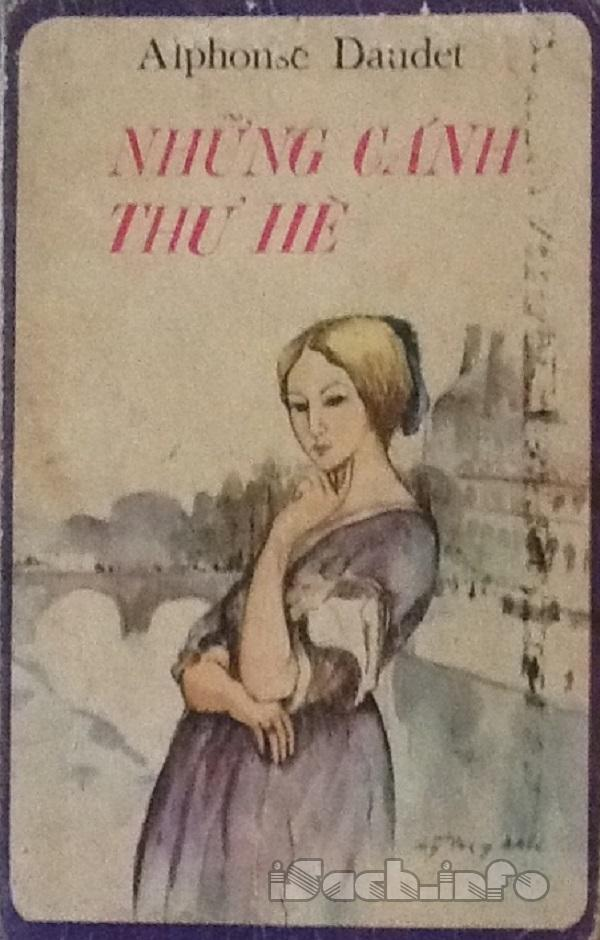 Alphonse Daudet
NHỮNG CÁNH
THƯ HÈ
iSach.info